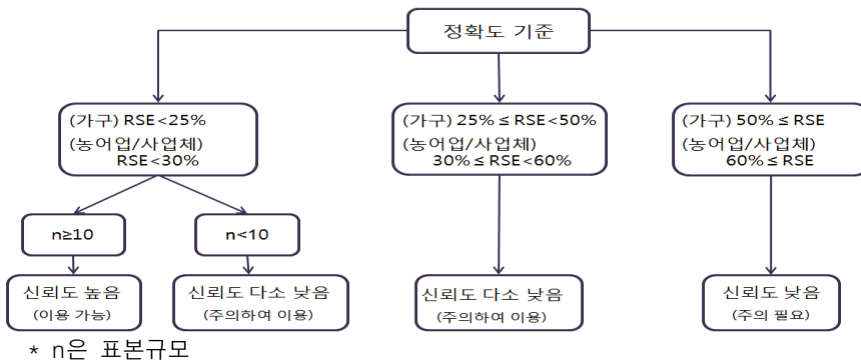 정확도 기준
(가구) RSE<25%
(농어업/사업체)
RSE<30%
(가구) 25%≤RSE<50%
(농어업/사업체)
30%≤RSE<60%
(가구) 50%≤RSE
(농어업/사업체)
60%≤RSE
n≥10
n<10
신뢰도 높음
(이용 가능)
신뢰도 다소 낮음
(주의하여 이용)
신뢰도 다소 낮음
(주의하여 이용)
신뢰도 낮음
(주의 필요)
* n은 표본규모